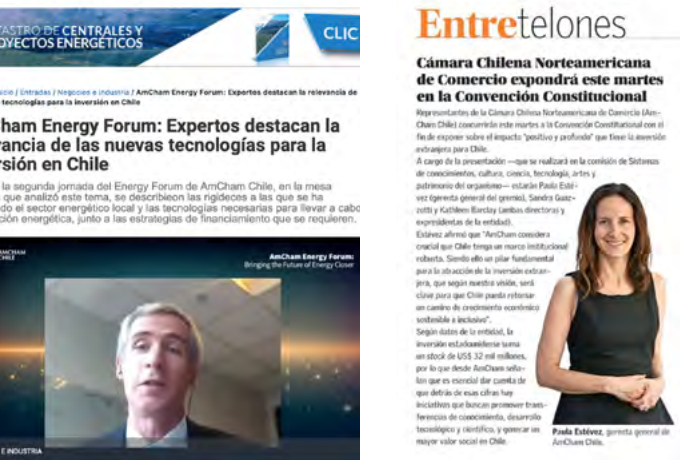 ASTRO DE CENTRALES Y
OYECTOS ENERGÉTICOS
CLIC
icio / Entradas / Negocios e industria / AmCham Energy Forum: Expertos destacan la relevancia de
tecnologías para la inversión en Chile
ham Energy Forum: Expertos destacan la
ancia de las nuevas tecnologías para la
rsión en Chile
la segunda jornada del Energy Forum de AmCham Chile, en la mesa
que analizó este tema, se describieon las rigideces a las que se ha
do el sector energético local y las tecnologías necesarias para llevar a cabo
ción energética, junto a las estrategias de financiamiento que se requieren.
AMCHAM
CHILE
AmCham Energy Forum:
Bringing the Future of Energy Closer
E INDUSTRIA
Entretelones
Cámara Chilena Norteamericana
de Comercio expondrá este martes
en la Convención Constitucional
Representantes de la Cámara Chilena Norteamericana de Comercio (Am-
Cham Chile) concurrirán este martes a la Convención Constitucional con el
fin de exponer sobre el impacto "positivo y profundo" que tiene la inversión
extranjera para Chile.
A cargo de la presentación —que se realizará en la comisión de Sistemas
de conocimientos, cultura, ciencia, tecnología, artes y
patrimonio del organismo— estarán Paula Esté-
vez (gerenta general del gremio), Sandra Guaz-
zotti y Kathleen Barclay (ambas directoras y
expresidentas de la entidad).
Estévez afirmó que "AmCham considera
crucial que Chile tenga un marco institucional
robusto. Siendo ello un pilar fundamental
para la atracción de la inversión extran-
jera, que según nuestra visión, será
clave para que Chile pueda retomar
un camino de crecimiento económico
sostenible e inclusivo".
Según datos de la entidad, la
inversión estadounidense suma
un stock de US$ 32 mil millones,
por lo que desde AmCham seña-
lan que es esencial dar cuenta de
que detrás de esas cifras hay
iniciativas que buscan promover trans-
ferencias de conocimiento, desarrollo
tecnológico y científico, y generar un
mayor valor social en Chile.
Paula Estévez, gerenta general de
AmCham Chile.